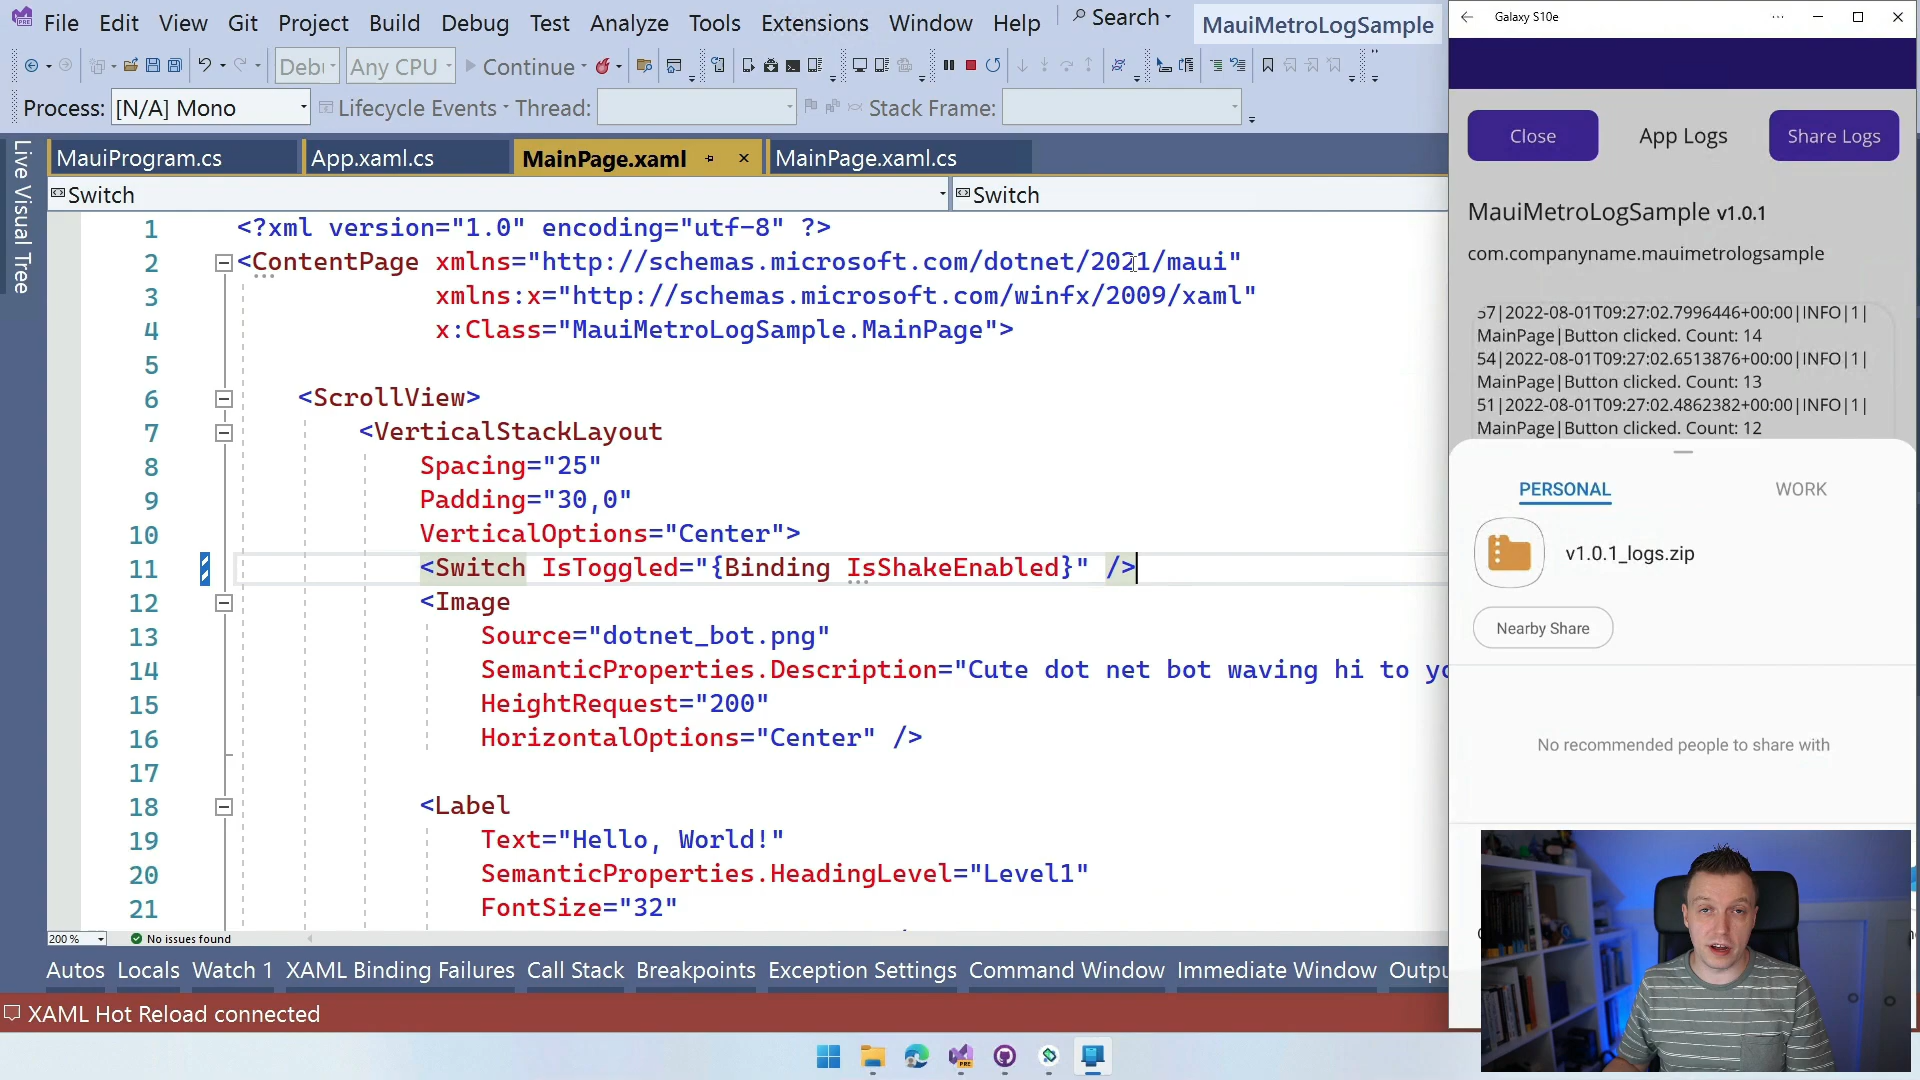 File Edit View Git Project Build Debug Test Analyze Tools Extensions Window Help Search MauiMetroLogSample
Any CPU Continue
Process: [N/A] Mono Lifecycle Events Thread: Stack Frame:
Live Visual Tree
MauiProgram.cs App.xaml.cs MainPage.xaml MainPage.xaml.cs
Switch Switch
1 <?xml version="1.0" encoding="utf-8" ?>
2 <ContentPage xmlns="http://schemas.microsoft.com/dotnet/2021/maui"
3 xmlns:x="http://schemas.microsoft.com/winfx/2009/xaml"
4 x:Class="MauiMetroLogSample.MainPage">
5
6 <ScrollView>
7 <VerticalStackLayout
8 Spacing="25"
9 Padding="30,0"
10 VerticalOptions="Center">
11 <Switch IsToggled="{Binding IsShakeEnabled}" />
12 <Image
13 Source="dotnet_bot.png"
14 SemanticProperties.Description="Cute dot net bot waving hi to
15 HeightRequest="200"
16 HorizontalOptions="Center" />
17
18 <Label
19 Text="Hello, World!"
20 SemanticProperties.HeadingLevel="Level1"
21 FontSize="32"
200 % No issues found
Autos Locals Watch 1 XAML Binding Failures Call Stack Breakpoints Exception Settings Command Window Immediate Window
XAML Hot Reload connected
Galaxy S10e
Close App Logs Share Logs
MauiMetroLogSample v1.0.1
com.companyname.mauimetrologsample
57|2022-08-01T09:27:02.7996446+00:00|INFO|1|
MainPage|Button clicked. Count: 14
54|2022-08-01T09:27:02.6513876+00:00|INFO|1|
MainPage|Button clicked. Count: 13
51|2022-08-01T09:27:02.4862382+00:00|INFO|1|
MainPage|Button clicked. Count: 12
PERSONAL WORK
v1.0.1_logs.zip
Nearby Share
No recommended people to share with